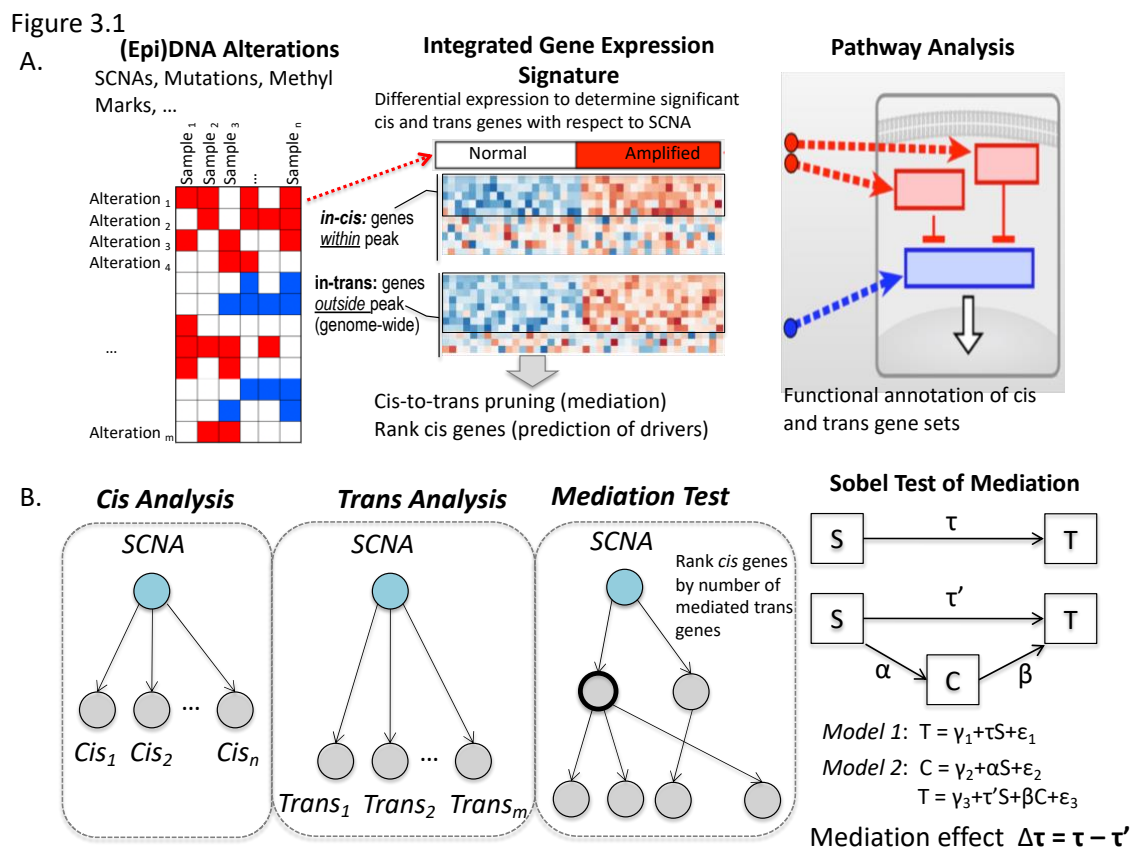 Figure 3.1
A.
(Epi)DNA Alterations
SCNAs, Mutations, Methyl
Marks, …
Sample 1
Sample 2
Sample 3
...
Sample n
Alteration 1
Alteration 2
Alteration 3
Alteration 4
...
Alteration m
Integrated Gene Expression
Signature
Differential expression to determine significant
cis and trans genes with respect to SCNA
Normal
Amplified
in-cis: genes
within peak
in-trans: genes
outside peak
(genome-wide)
Cis-to-trans pruning (mediation)
Rank cis genes (prediction of drivers)
Pathway Analysis
Functional annotation of cis
and trans gene sets
B.
Cis Analysis
SCNA
...
Cis1
Cis2
Cisn
Trans Analysis
SCNA
...
Trans1
Trans2
Transm
Mediation Test
SCNA
Rank cis genes
by number of
mediated trans
genes
Sobel Test of Mediation
S
τ
T
S
τ’
T
α
C
β
Model 1: T = γ1+τS+ε1
Model 2: C = γ2+αS+ε2
T = γ3+τ’S+βC+ε3
Mediation effect Δτ = τ – τ’